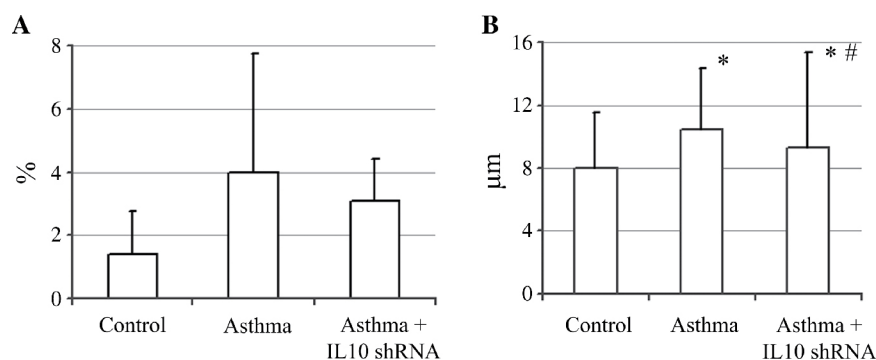 A
8
6
4
2
0
%
Control
Asthma
Asthma +
IL10 shRNA
B
16
12
8
4
0
µm
*
* #
Control
Asthma
Asthma +
IL10 shRNA